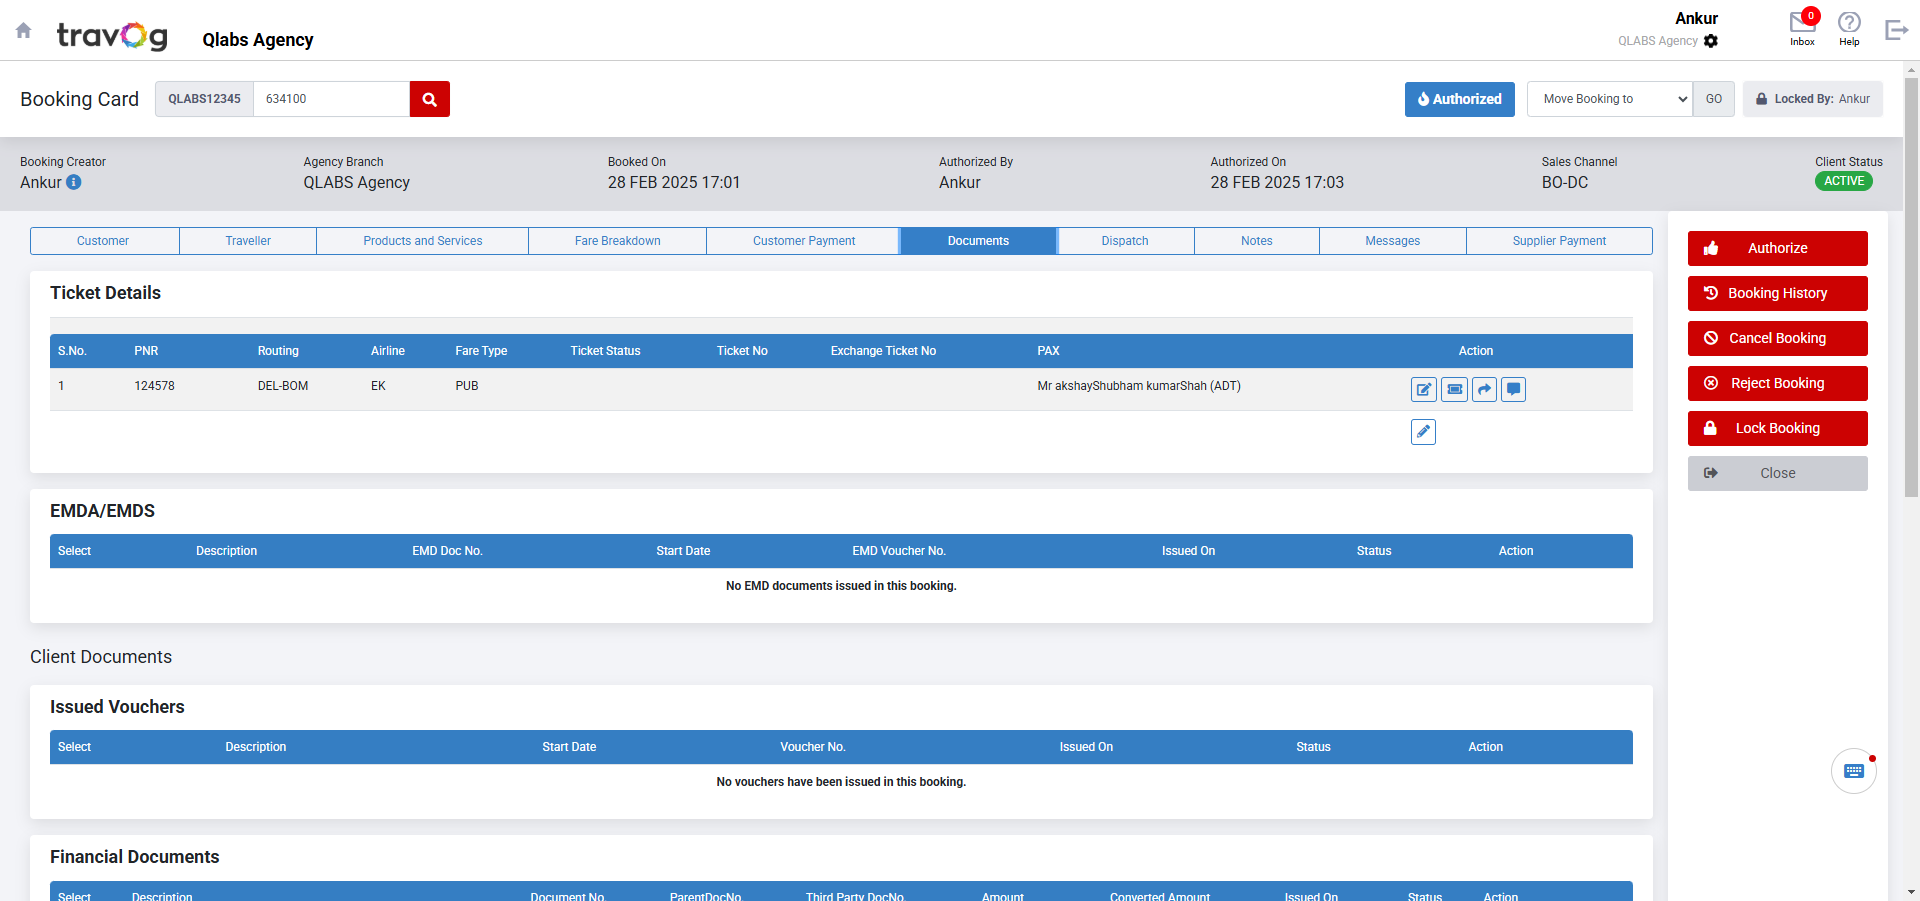 travog
Qlabs Agency
Ankur
QLABS Agency
0
Inbox
Help
Booking Card
QLABS12345
634100
Authorized
Move Booking to
GO
Locked By: Ankur
Booking Creator
Ankur
Agency Branch
QLABS Agency
Booked On
28 FEB 2025 17:01
Authorized By
Ankur
Authorized On
28 FEB 2025 17:03
Sales Channel
BO-DC
Client Status
ACTIVE
Customer
Traveller
Products and Services
Fare Breakdown
Customer Payment
Documents
Dispatch
Notes
Messages
Supplier Payment
Authorize
Booking History
Cancel Booking
Reject Booking
Lock Booking
Close
Ticket Details
S.No. PNR Routing Airline Fare Type Ticket Status Ticket No Exchange Ticket No PAX Action
1 124578 DEL-BOM EK PUB Mr akshayShubham kumarShah (ADT)
EMDA/EMDS
Select Description EMD Doc No. Start Date EMD Voucher No. Issued On Status Action
No EMD documents issued in this booking.
Client Documents
Issued Vouchers
Select Description Start Date Voucher No. Issued On Status Action
No vouchers have been issued in this booking.
Financial Documents
Select Description Document No. ParentDocNo. Third Party DocNo. Amount Converted Amount Issued On Status Action